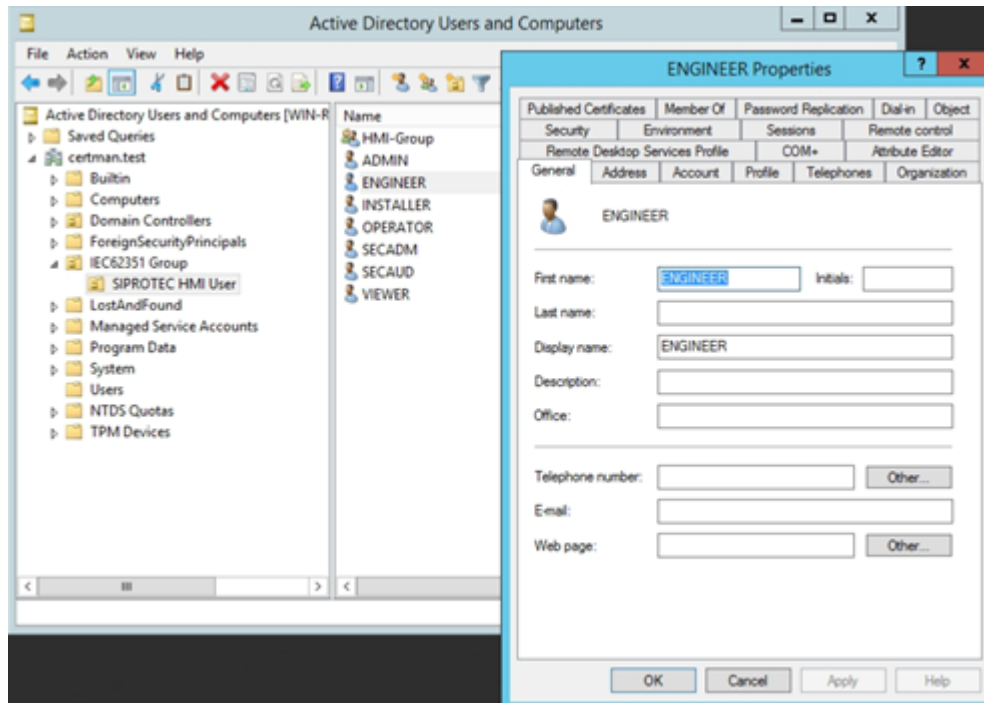 Active Directory Users and Computers
File Action View Help
Active Directory Users and Computers [WIN-R
Saved Queries
certman.test
Builtin
Computers
Domain Controllers
ForeignSecurityPrincipals
IEC62351 Group
SIPROTEC HMI User
LostAndFound
Managed Service Accounts
Program Data
System
Users
NTDS Quotas
TPM Devices
Name
HMI-Group
ADMIN
ENGINEER
INSTALLER
OPERATOR
SECADM
SECAUD
VIEWER
ENGINEER Properties
Published Certificates Member Of Password Replication Dial-in Object
Security Environment Sessions Remote control
Remote Desktop Services Profile COM+ Attribute Editor
General Address Account Profile Telephones Organization
ENGINEER
First name: ENGINEER Initials:
Last name:
Display name: ENGINEER
Description:
Office:
Telephone number: Other...
E-mail:
Web page: Other...
OK Cancel Apply Help